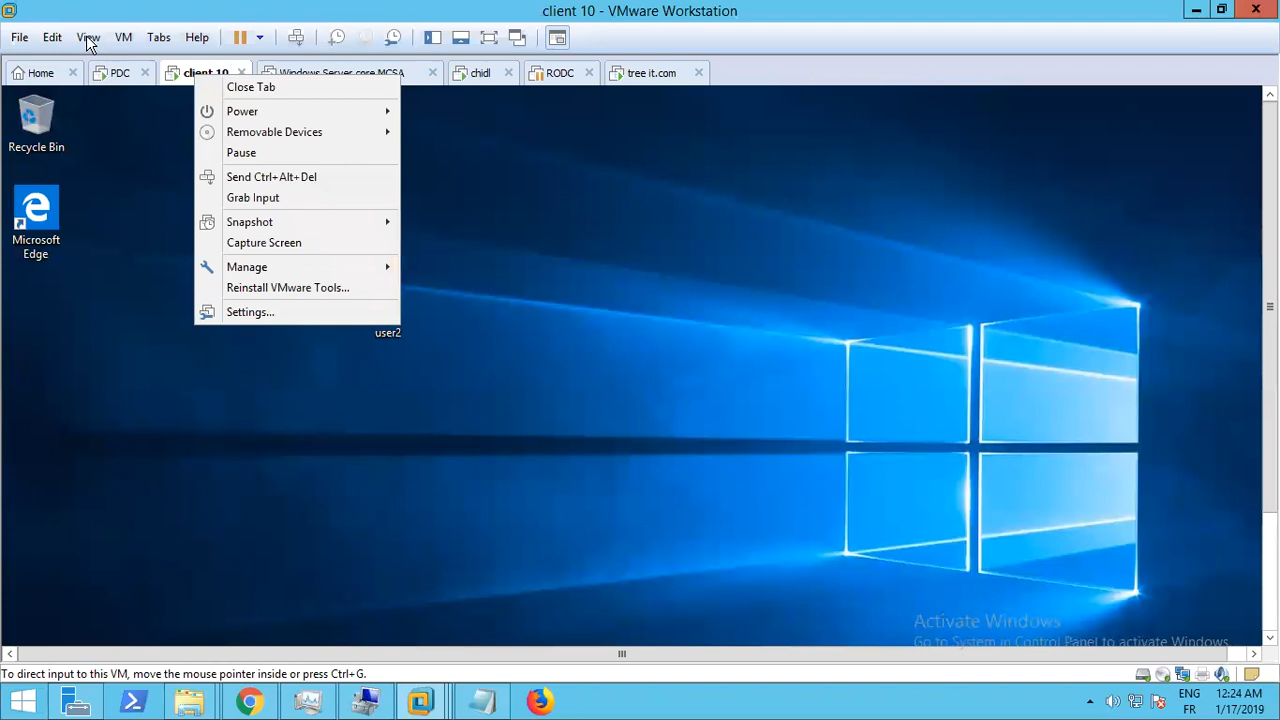 client 10 - VMware Workstation
File Edit View VM Tabs Help
Home PDC client 10 Windows Server core MCSA chidl RODC tree it.com
Recycle Bin
Microsoft
Edge
Close Tab
Power
Removable Devices
Pause
Send Ctrl+Alt+Del
Grab Input
Snapshot
Capture Screen
Manage
Reinstall VMware Tools...
Settings...
user2
Activate Windows
Go to System in Control Panel to activate Windows.
To direct input to this VM, move the mouse pointer inside or press Ctrl+G.
ENG 12:24 AM
FR 1/17/2019